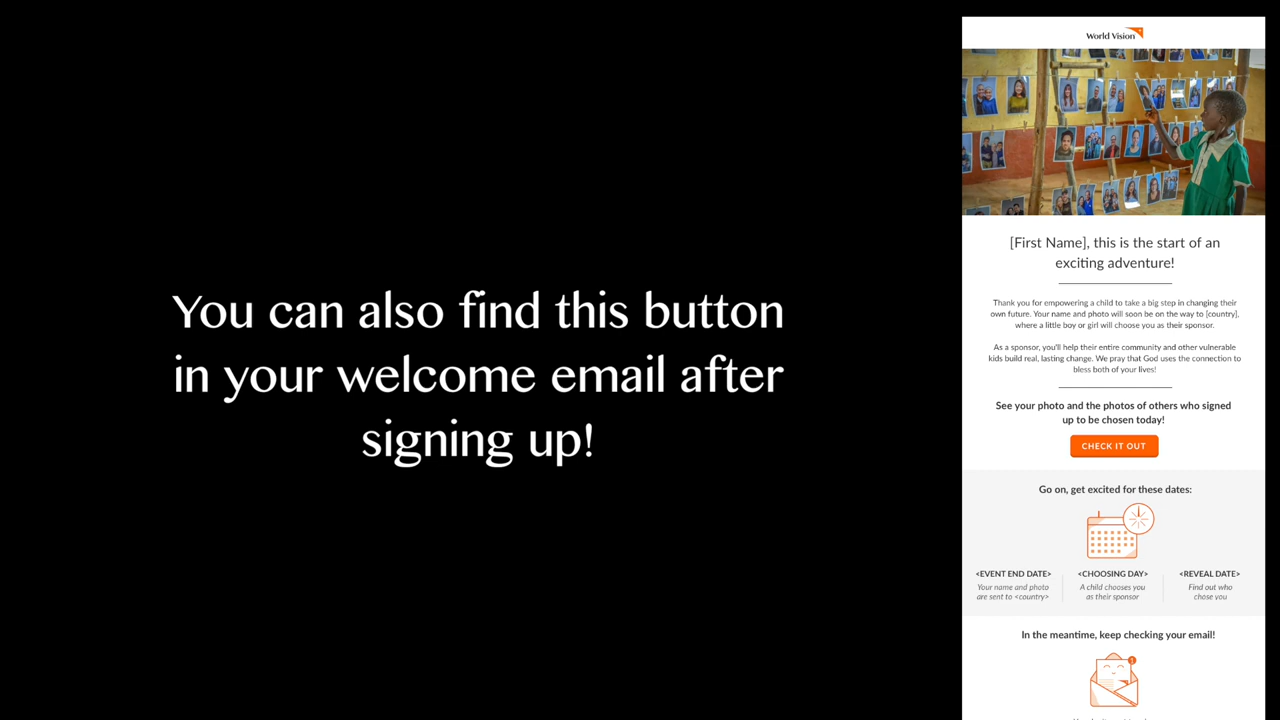 You can also find this button
in your welcome email after
signing up!
World Vision
[First Name], this is the start of an
exciting adventure!
Thank you for empowering a child to take a big step in changing their
own future. Your name and photo will soon be on the way to [country],
where a little boy or girl will choose you as their sponsor.
As a sponsor, you'll help their entire community and other vulnerable
kids build real, lasting change. We pray that God uses the connection to
bless both of your lives!
See your photo and the photos of others who signed
up to be chosen today!
CHECK IT OUT
Go on, get excited for these dates:
<EVENT END DATE>
Your name and photo
are sent to <country>
<CHOOSING DAY>
A child chooses you
as their sponsor
<REVEAL DATE>
Find out who
chose you
In the meantime, keep checking your email!